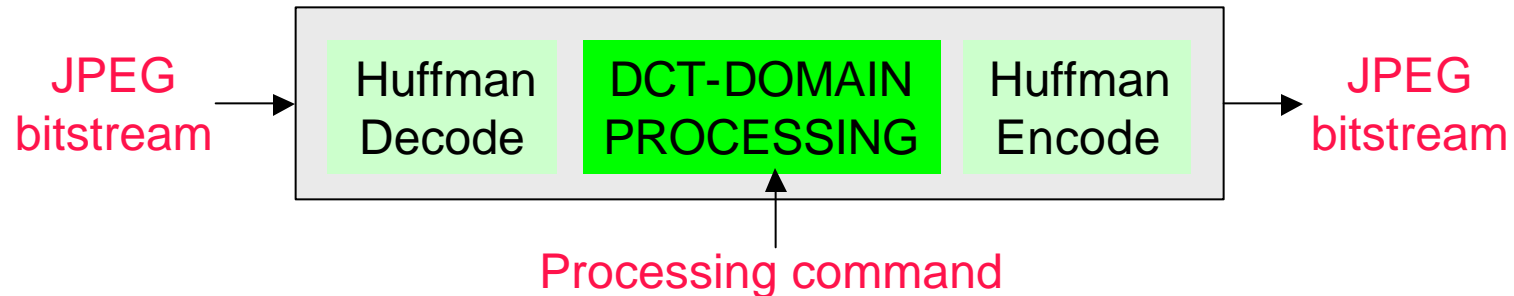 JPEG
bitstream
Huffman
Decode
DCT-DOMAIN
PROCESSING
Huffman
Encode
JPEG
bitstream
Processing command